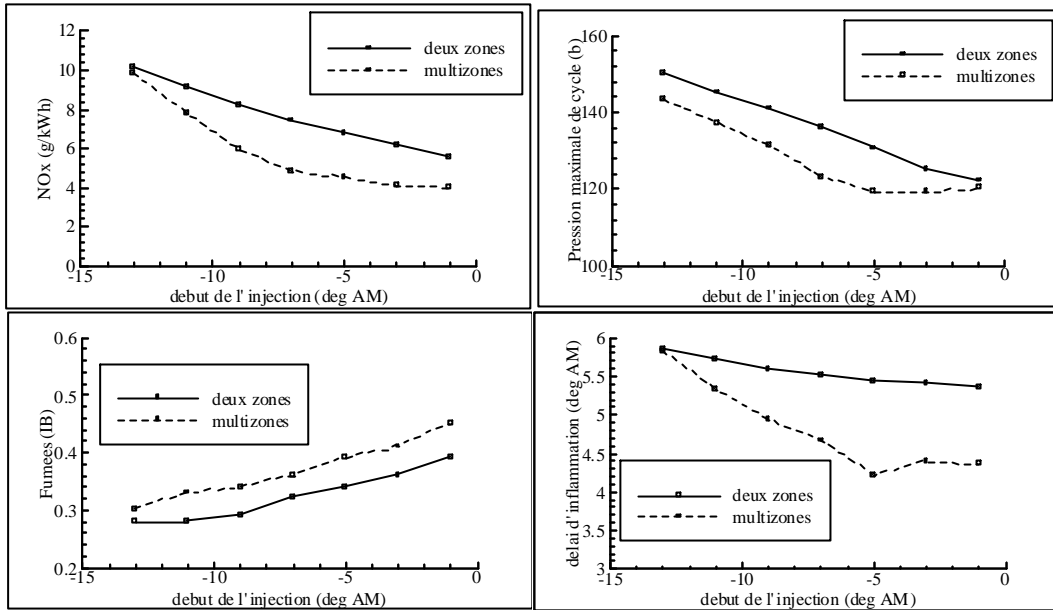 12
10
8
6
4
2
0
-15
-10
-5
0
NOx (g/kWh)
debut de l'injection (deg AM)
deux zones
multizones
160
140
120
100
-15
-10
-5
0
Pression maximale de cycle (b)
debut de l'injection (deg AM)
deux zones
multizones
0.6
0.5
0.4
0.3
0.2
-15
-10
-5
0
Fumees (IB)
debut de l'injection (deg AM)
deux zones
multizones
6
5.5
5
4.5
4
3.5
3
-15
-10
-5
0
delai d'inflammation (deg AM)
debut de l'injection (deg AM)
deux zones
multizones